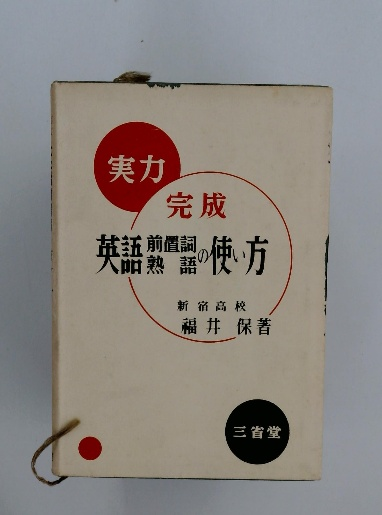 実力
完成
英語前置詞熟語の使い方
新宿高校
福井保著
三省堂